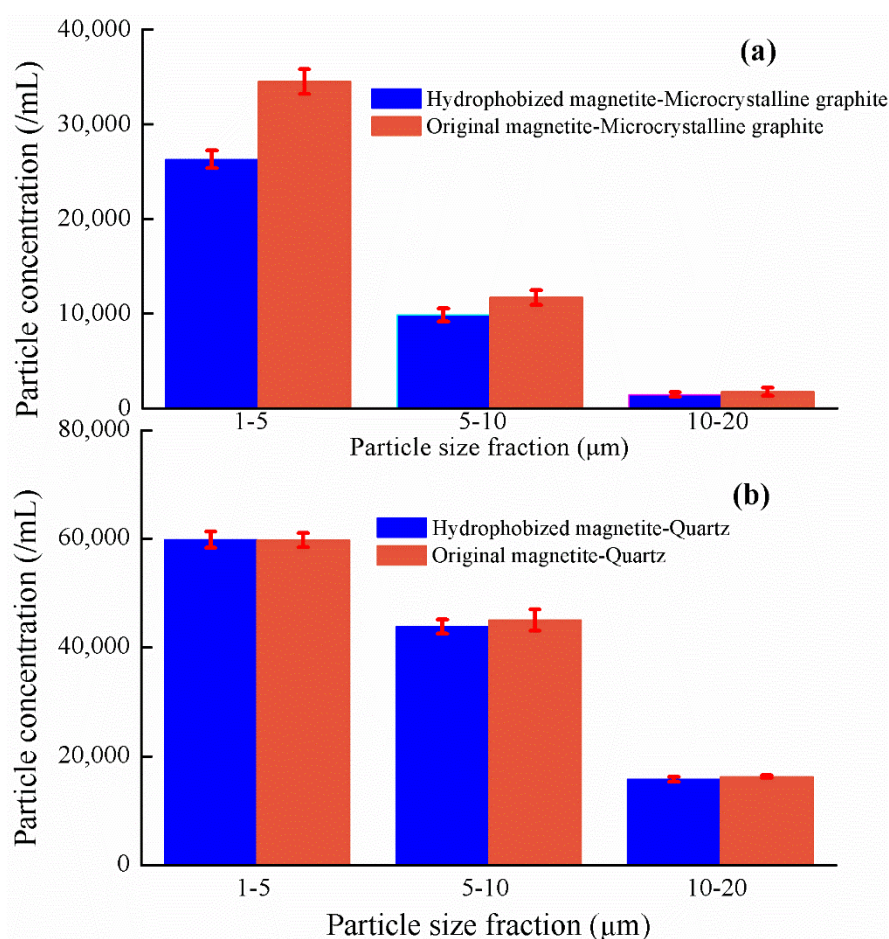 (a)
Hydrophobized magnetite-Microcrystalline graphite
Original magnetite-Microcrystalline graphite
Particle concentration (/mL)
40,000
30,000
20,000
10,000
0
1-5
5-10
10-20
Particle size fraction (μm)
(b)
Hydrophobized magnetite-Quartz
Original magnetite-Quartz
Particle concentration (/mL)
80,000
60,000
40,000
20,000
0
1-5
5-10
10-20
Particle size fraction (μm)